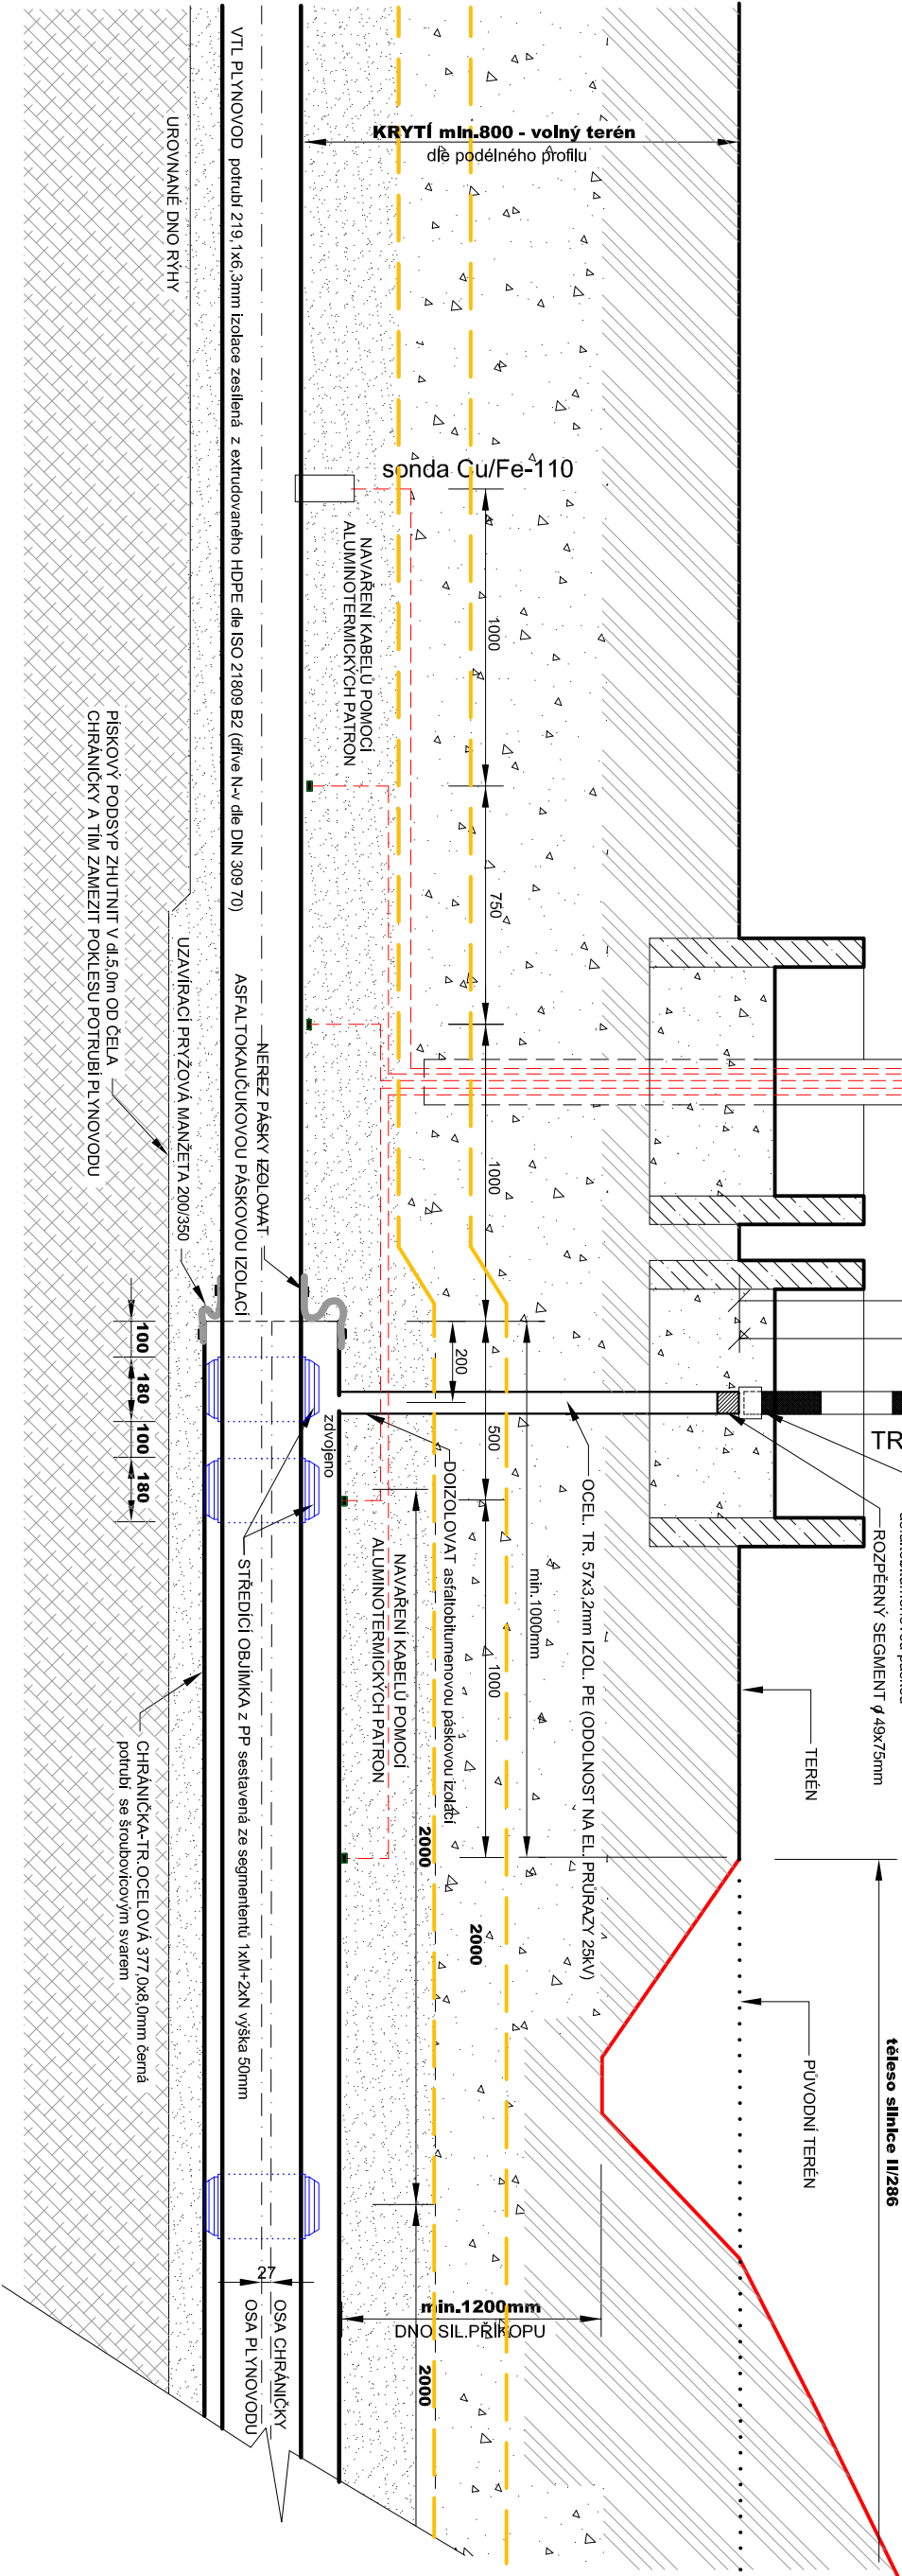 KRYTÍ min.800 - volný terén
dle podélného profilu
UROVNANÉ DNO RÝHY
VTL PLYNOVOD potrubí 219,1x6,3mm izolace zesílená z extrudovaného HDPE dle ISO 21809 B2 (dříve N-v dle DIN 309 70)
sonda Cu/Fe-110
NAVAŘENÍ KABELŮ POMOCÍ
ALUMINOTERMICKÝCH PATRON
1000
750
1000
PÍSKOVÝ PODSYP ZHUTNIT V dl.5,0m OD ČELA
CHRÁNIČKY A TÍM ZAMEZIT POKLESU POTRUBÍ PLYNOVODU
UZAVÍRACÍ PRYŽOVÁ MANŽETA 200/350
NEREZ PÁSKY IZOLOVAT
ASFALTOKAUČUKOVOU PÁSKOVOU IZOLACÍ
100
180
100
180
200
500
1000
min.1000mm
zdvojeno
TR
ROZPĚRNÝ SEGMENT φ 49x75mm
OCEL. TR. 57x3,2mm IZOL. PE (ODOLNOST NA EL. PRŮRAZY 25kV)
DOIZOLOVAT asfaltobitumenovou páskovou izolací
NAVAŘENÍ KABELŮ POMOCÍ
ALUMINOTERMICKÝCH PATRON
STŘEDÍCÍ OBJÍMKA z PP sestavená ze segmententů 1xM+2xN výška 50mm
CHRÁNIČKA-TR.OCELOVÁ 377,0x8,0mm černá
potrubí se šroubovicovým svarem
TERÉN
2000
2000
PŮVODNÍ TERÉN
těleso silnice II/286
27
OSA CHRÁNIČKY
OSA PLYNOVODU
min.1200mm
DNO SIL.PŘÍKOPU
2000